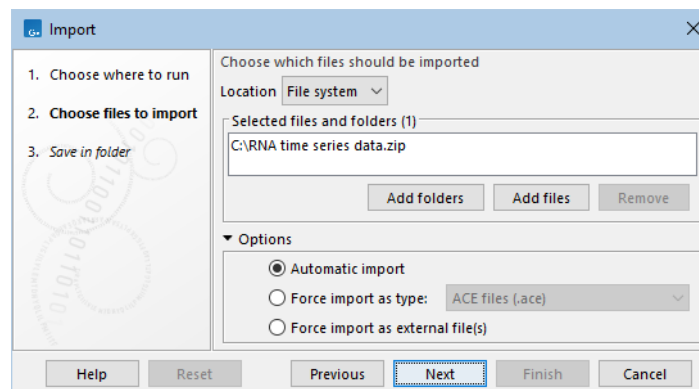 G.
Import
1. Choose where to run
2. Choose files to import
3. Save in folder
Choose which files should be imported
Location File system
Selected files and folders (1)
C:\RNA time series data.zip
Add folders Add files Remove
Options
Automatic import
Force import as type: ACE files (.ace)
Force import as external file(s)
Help Reset Previous Next Finish Cancel